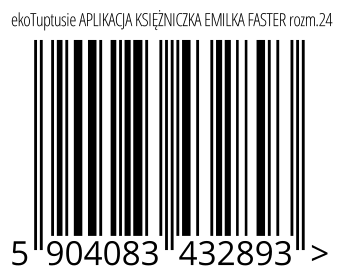 ekoTuptusie APLIKACJA KSIĘŻNICZKA EMILKA FASTER rozm.24
5 904083 432893 >